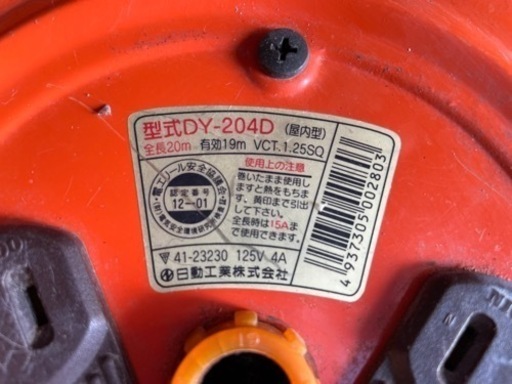 型式DY-204D (屋内型)
全長20m 有効19m VCT.1.25SQ
使用上の注意
巻いたまま使用し
ますと熱をもちま
す。黄印まで引出
して下さい。
全長時は15Aま
で使用できます。
認定番号
12-01
41-23230 125V 4A
日動工業株式会社
4937305002803